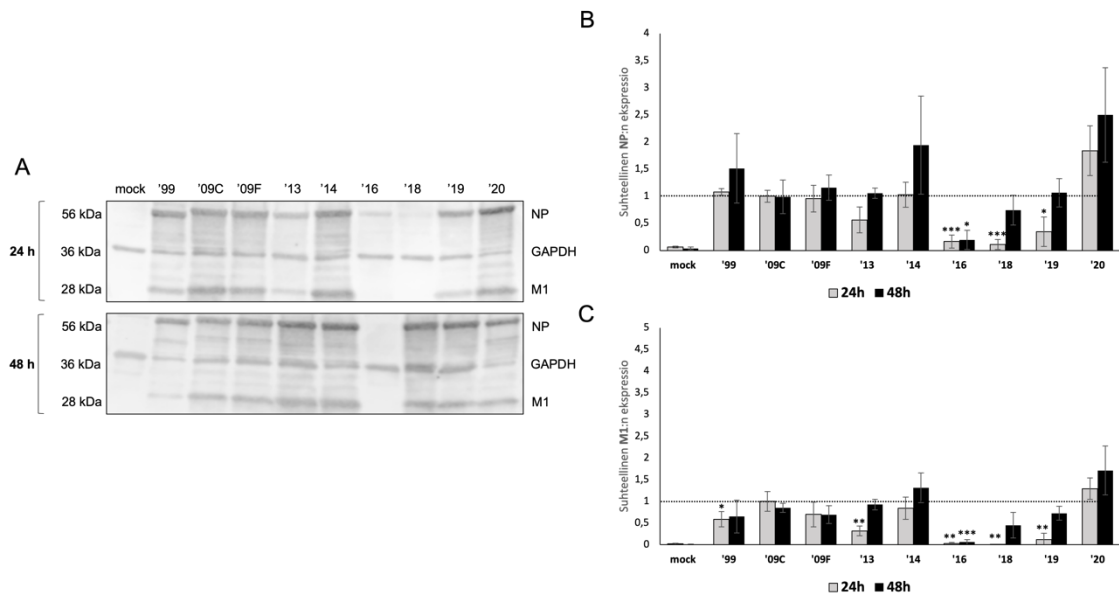 A
mock '99 '09C '09F '13 '14 '16 '18 '19 '20
24 h
56 kDa NP
36 kDa GAPDH
28 kDa M1
48 h
56 kDa NP
36 kDa GAPDH
28 kDa M1
B
Suhteellinen NP:n ekspressio
4
3,5
3
2,5
2
1,5
1
0,5
0
*** * *** *
mock '99 '09C '09F '13 '14 '16 '18 '19 '20
24h 48h
C
Suhteellinen M1:n ekspressio
5
4,5
4
3,5
3
2,5
2
1,5
1
0,5
0
* ** ** *** ** **
mock '99 '09C '09F '13 '14 '16 '18 '19 '20
24h 48h